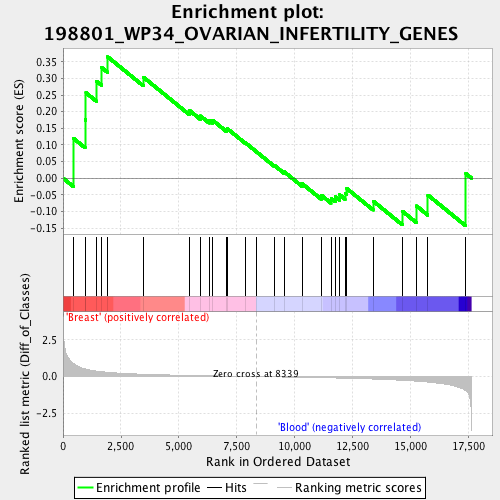 Enrichment plot:
198801_WP34_OVARIAN_INFERTILITY_GENES
Enrichment score (ES)
0.35
0.30
0.25
0.20
0.15
0.10
0.05
0.00
-0.05
-0.10
-0.15
'Breast' (positively correlated)
Ranked list metric (Diff_of_Classes)
2.5
0.0
-2.5
Zero cross at 8339
'Blood' (negatively correlated)
0 2,500 5,000 7,500 10,000 12,500 15,000 17,500
Rank in Ordered Dataset
Enrichment profile Hits Ranking metric scores